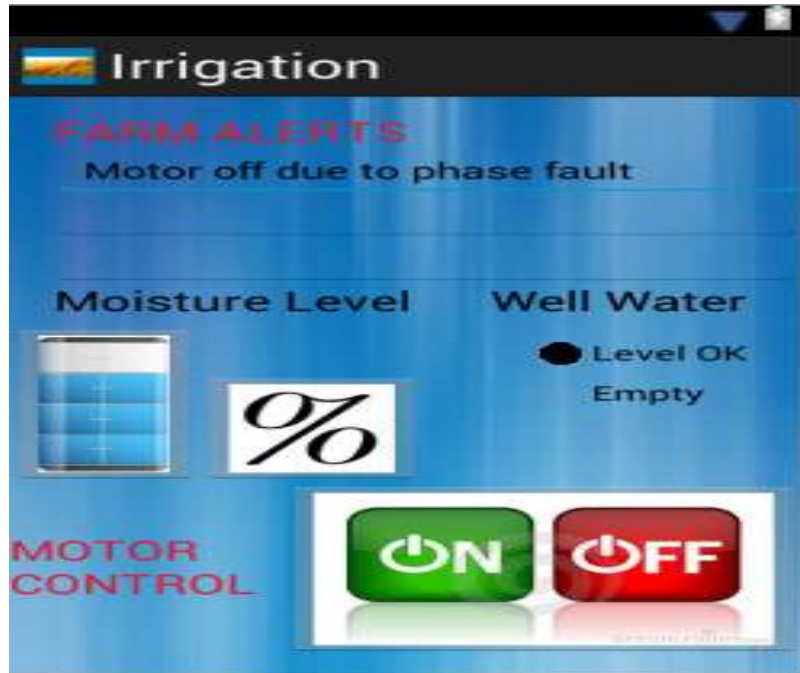 Irrigation
FARM ALERTS
Motor off due to phase fault
Moisture Level
Well Water
Level OK
Empty
%
MOTOR
CONTROL
ON
OFF